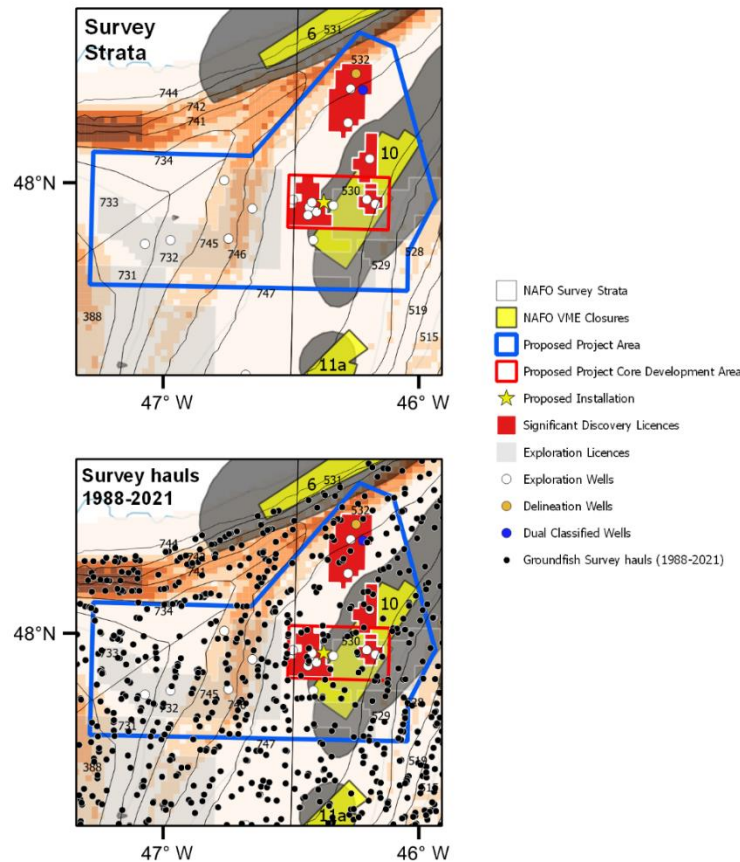 Survey
Strata
6
531
532
744
742
741
734
10
48° N
733
530
745
732
746
731
529
528
747
388
519
515
11a
47° W
46° W
NAFO Survey Strata
NAFO VME Closures
Proposed Project Area
Proposed Project Core Development Area
Proposed Installation
Significant Discovery Licences
Exploration Licences
Exploration Wells
Delineation Wells
Dual Classified Wells
Groundfish Survey hauls (1988-2021)
Survey hauls
1988-2021
6
531
532
744
734
10
48° N
733
530
745
732
731
529
747
388
519
11a
47° W
46° W